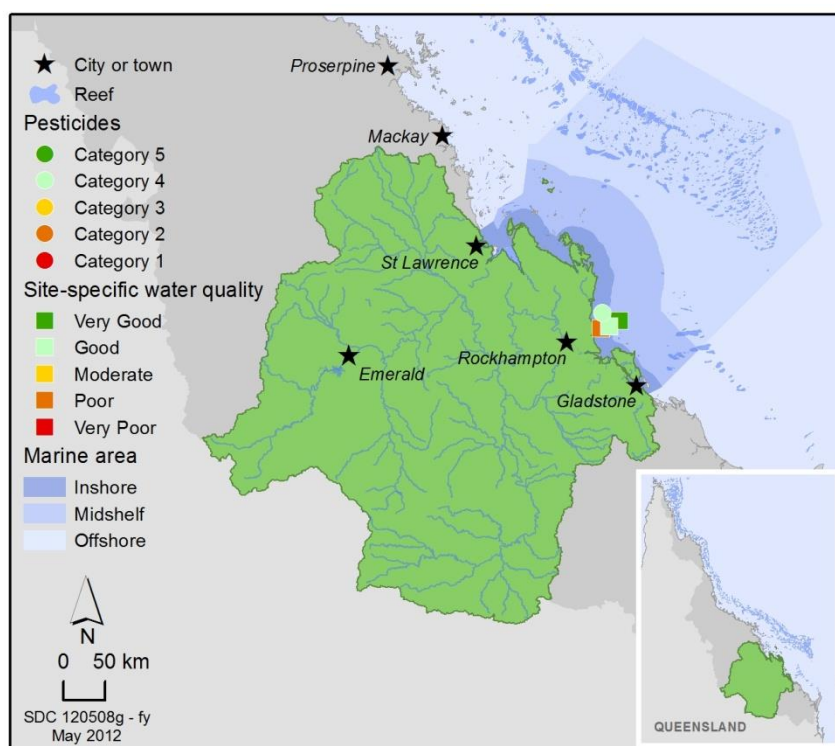 City or town
Reef
Pesticides
Category 5
Category 4
Category 3
Category 2
Category 1
Site-specific water quality
Very Good
Good
Moderate
Poor
Very Poor
Marine area
Inshore
Midshelf
Offshore
N
0 50 km
SDC 120508g - fy
May 2012
Proserpine
Mackay
St Lawrence
Emerald
Rockhampton
Gladstone
QUEENSLAND